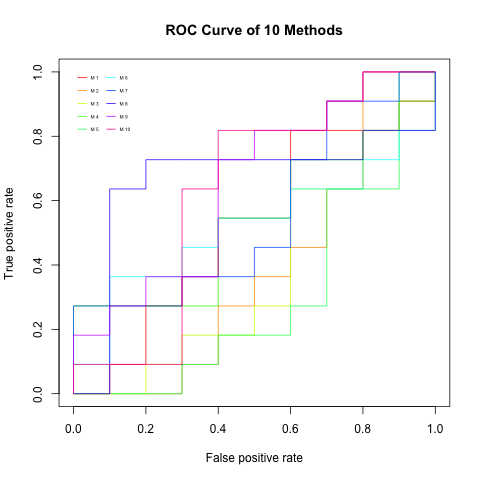 ROC Curve of 10 Methods
M 1 M 6
M 2 M 7
M 3 M 8
M 4 M 9
M 5 M 10
1.0
0.8
0.6
0.4
0.2
0.0
True positive rate
0.0 0.2 0.4 0.6 0.8 1.0
False positive rate